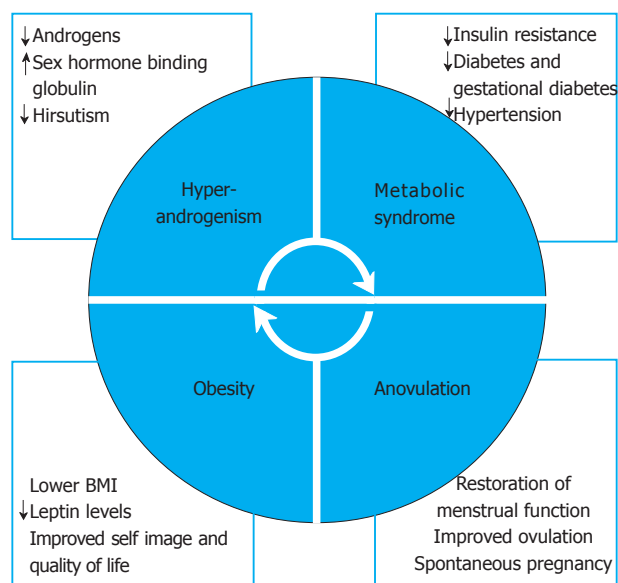 ↓Androgens
↑Sex hormone binding
globulin
↓Hirsutism
↓Insulin resistance
↓Diabetes and
gestational diabetes
↓Hypertension
Hyper-
androgenism
Metabolic
syndrome
Obesity
Anovulation
Lower BMI
↓Leptin levels
Improved self image and
quality of life
Restoration of
menstrual function
Improved ovulation
Spontaneous pregnancy